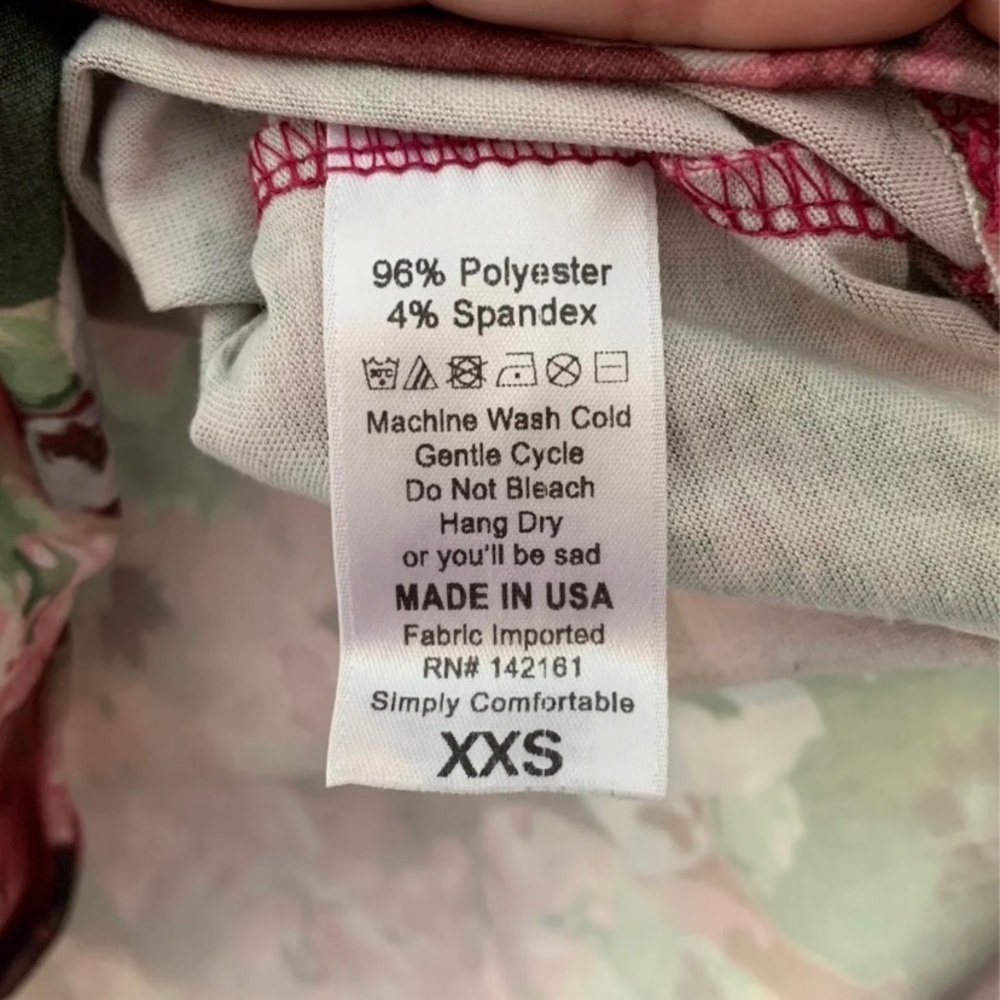 96% Polyester
4% Spandex
30°C
Machine Wash Cold
Gentle Cycle
Do Not Bleach
Hang Dry
or you'll be sad
MADE IN USA
Fabric Imported
RN# 142161
Simply Comfortable
XXS